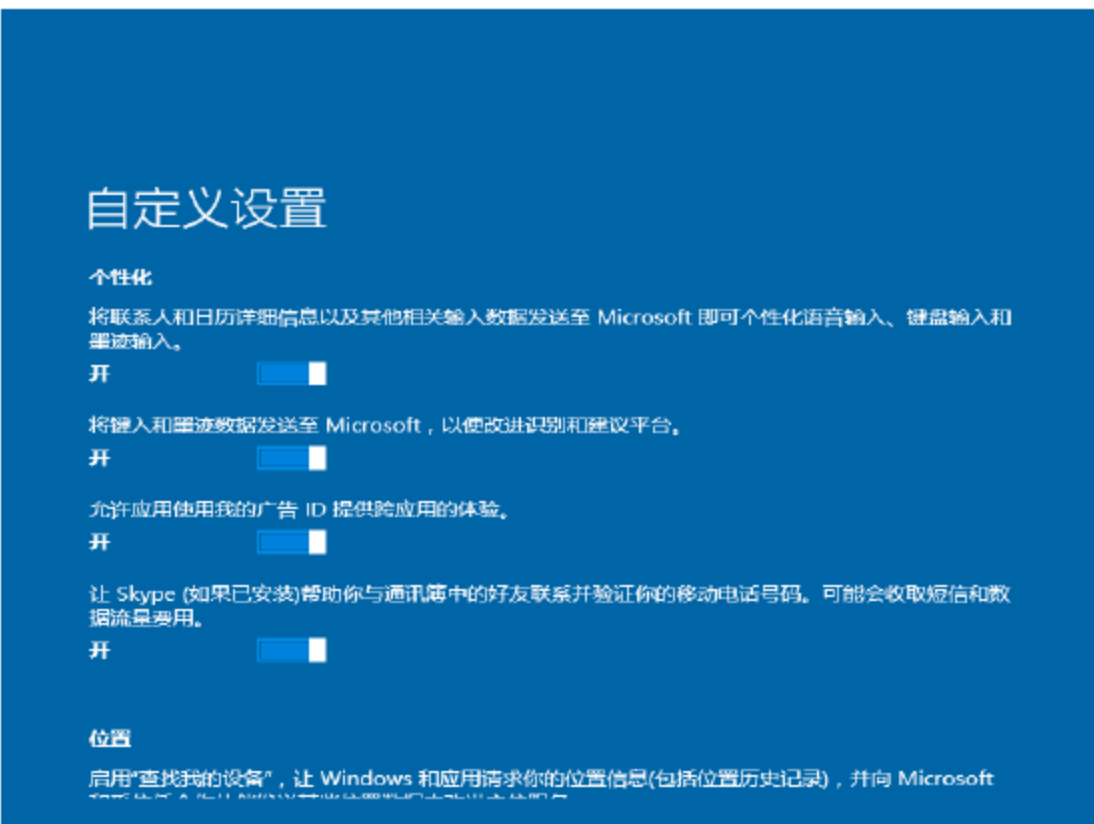 自定义设置
个性化
将联系人和日历详细信息以及其他相关输入数据发送至 Microsoft 即可个性化语音输入、键盘输入和
墨迹输入。
开
将键入和墨迹数据发送至 Microsoft，以便改进识别和建议平台。
开
允许应用使用我的广告 ID 提供跨应用的体验。
开
让 Skype (如果已安装)帮助你与通讯簿中的好友联系并验证你的移动电话号码。可能会收取短信和数
据流量费用。
开
位置
启用“查找我的设备”，让 Windows 和应用请求你的位置信息(包括位置历史记录)，并向 Microsoft